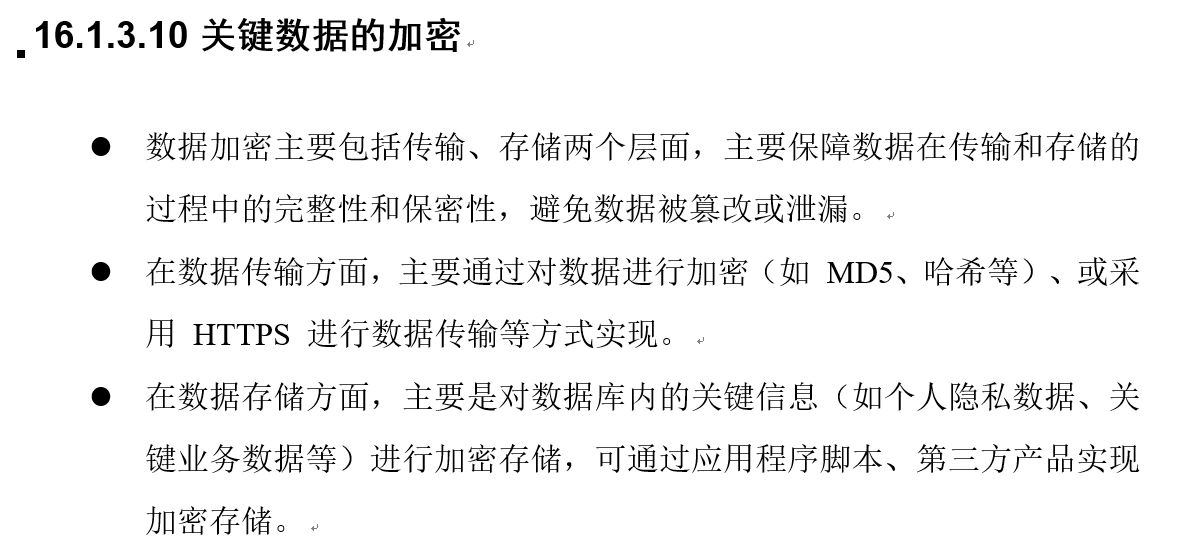 16.1.3.10 关键数据的加密
● 数据加密主要包括传输、存储两个层面，主要保障数据在传输和存储的
过程中的完整性和保密性，避免数据被篡改或泄漏。
● 在数据传输方面，主要通过对数据进行加密（如 MD5、哈希等）、或采
用 HTTPS 进行数据传输等方式实现。
● 在数据存储方面，主要是对数据库内的关键信息（如个人隐私数据、关
键业务数据等）进行加密存储，可通过应用程序脚本、第三方产品实现
加密存储。